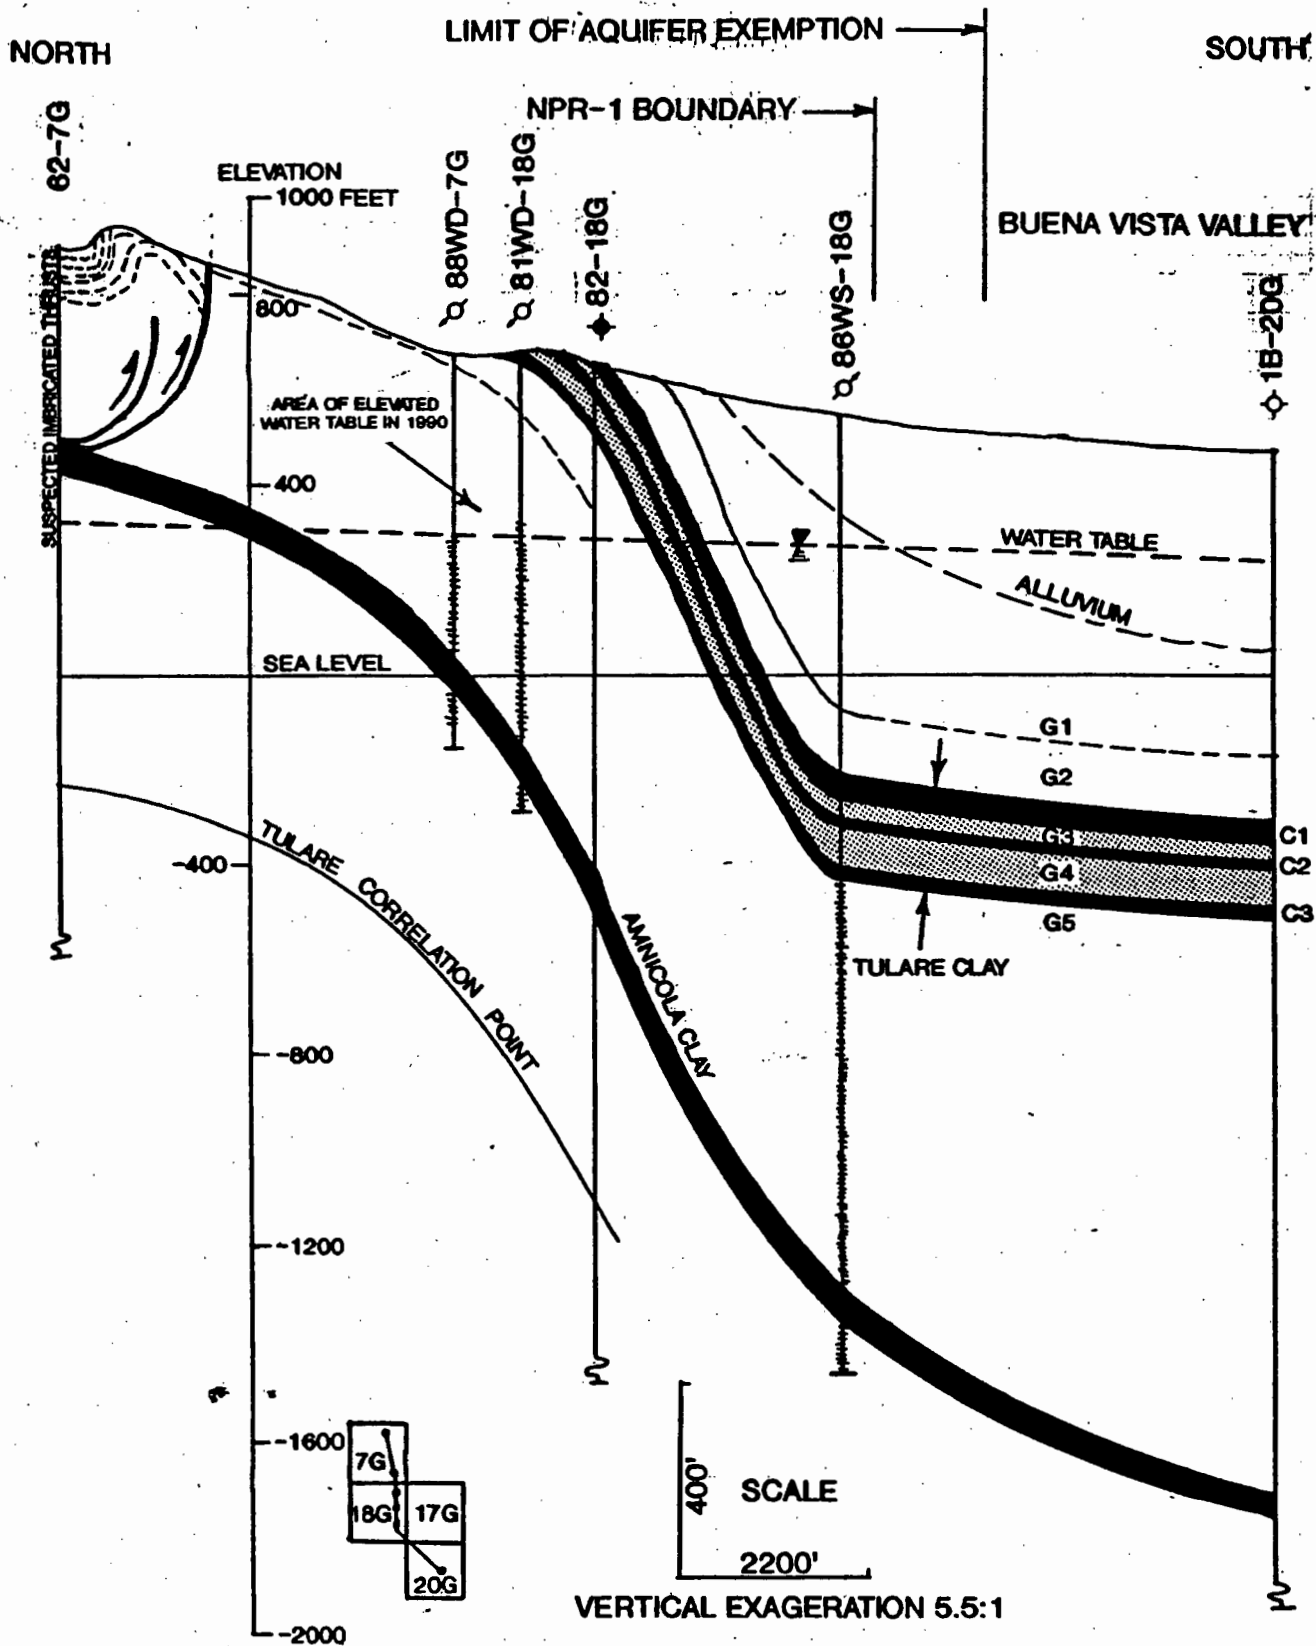 LIMIT OF AQUIFER EXEMPTION
NORTH
SOUTH
NPR-1 BOUNDARY
62-7G
ELEVATION
1000 FEET
88WD-7G
81WD-18G
82-18G
86WS-18G
BUENA VISTA VALLEY
1B-20G
SUSPECTED IMBRICATED THRUSTS
800
AREA OF ELEVATED
WATER TABLE IN 1990
400
WATER TABLE
ALLUVIUM
SEA LEVEL
G1
G2
G3
C1
C2
G4
C3
G5
TULARE CLAY
-400
TULARE CORRELATION POINT
AMNICOLA CLAY
-800
-1200
-1600
7G
18G
17G
20G
400'
SCALE
2200'
VERTICAL EXAGERATION 5.5:1
-2000